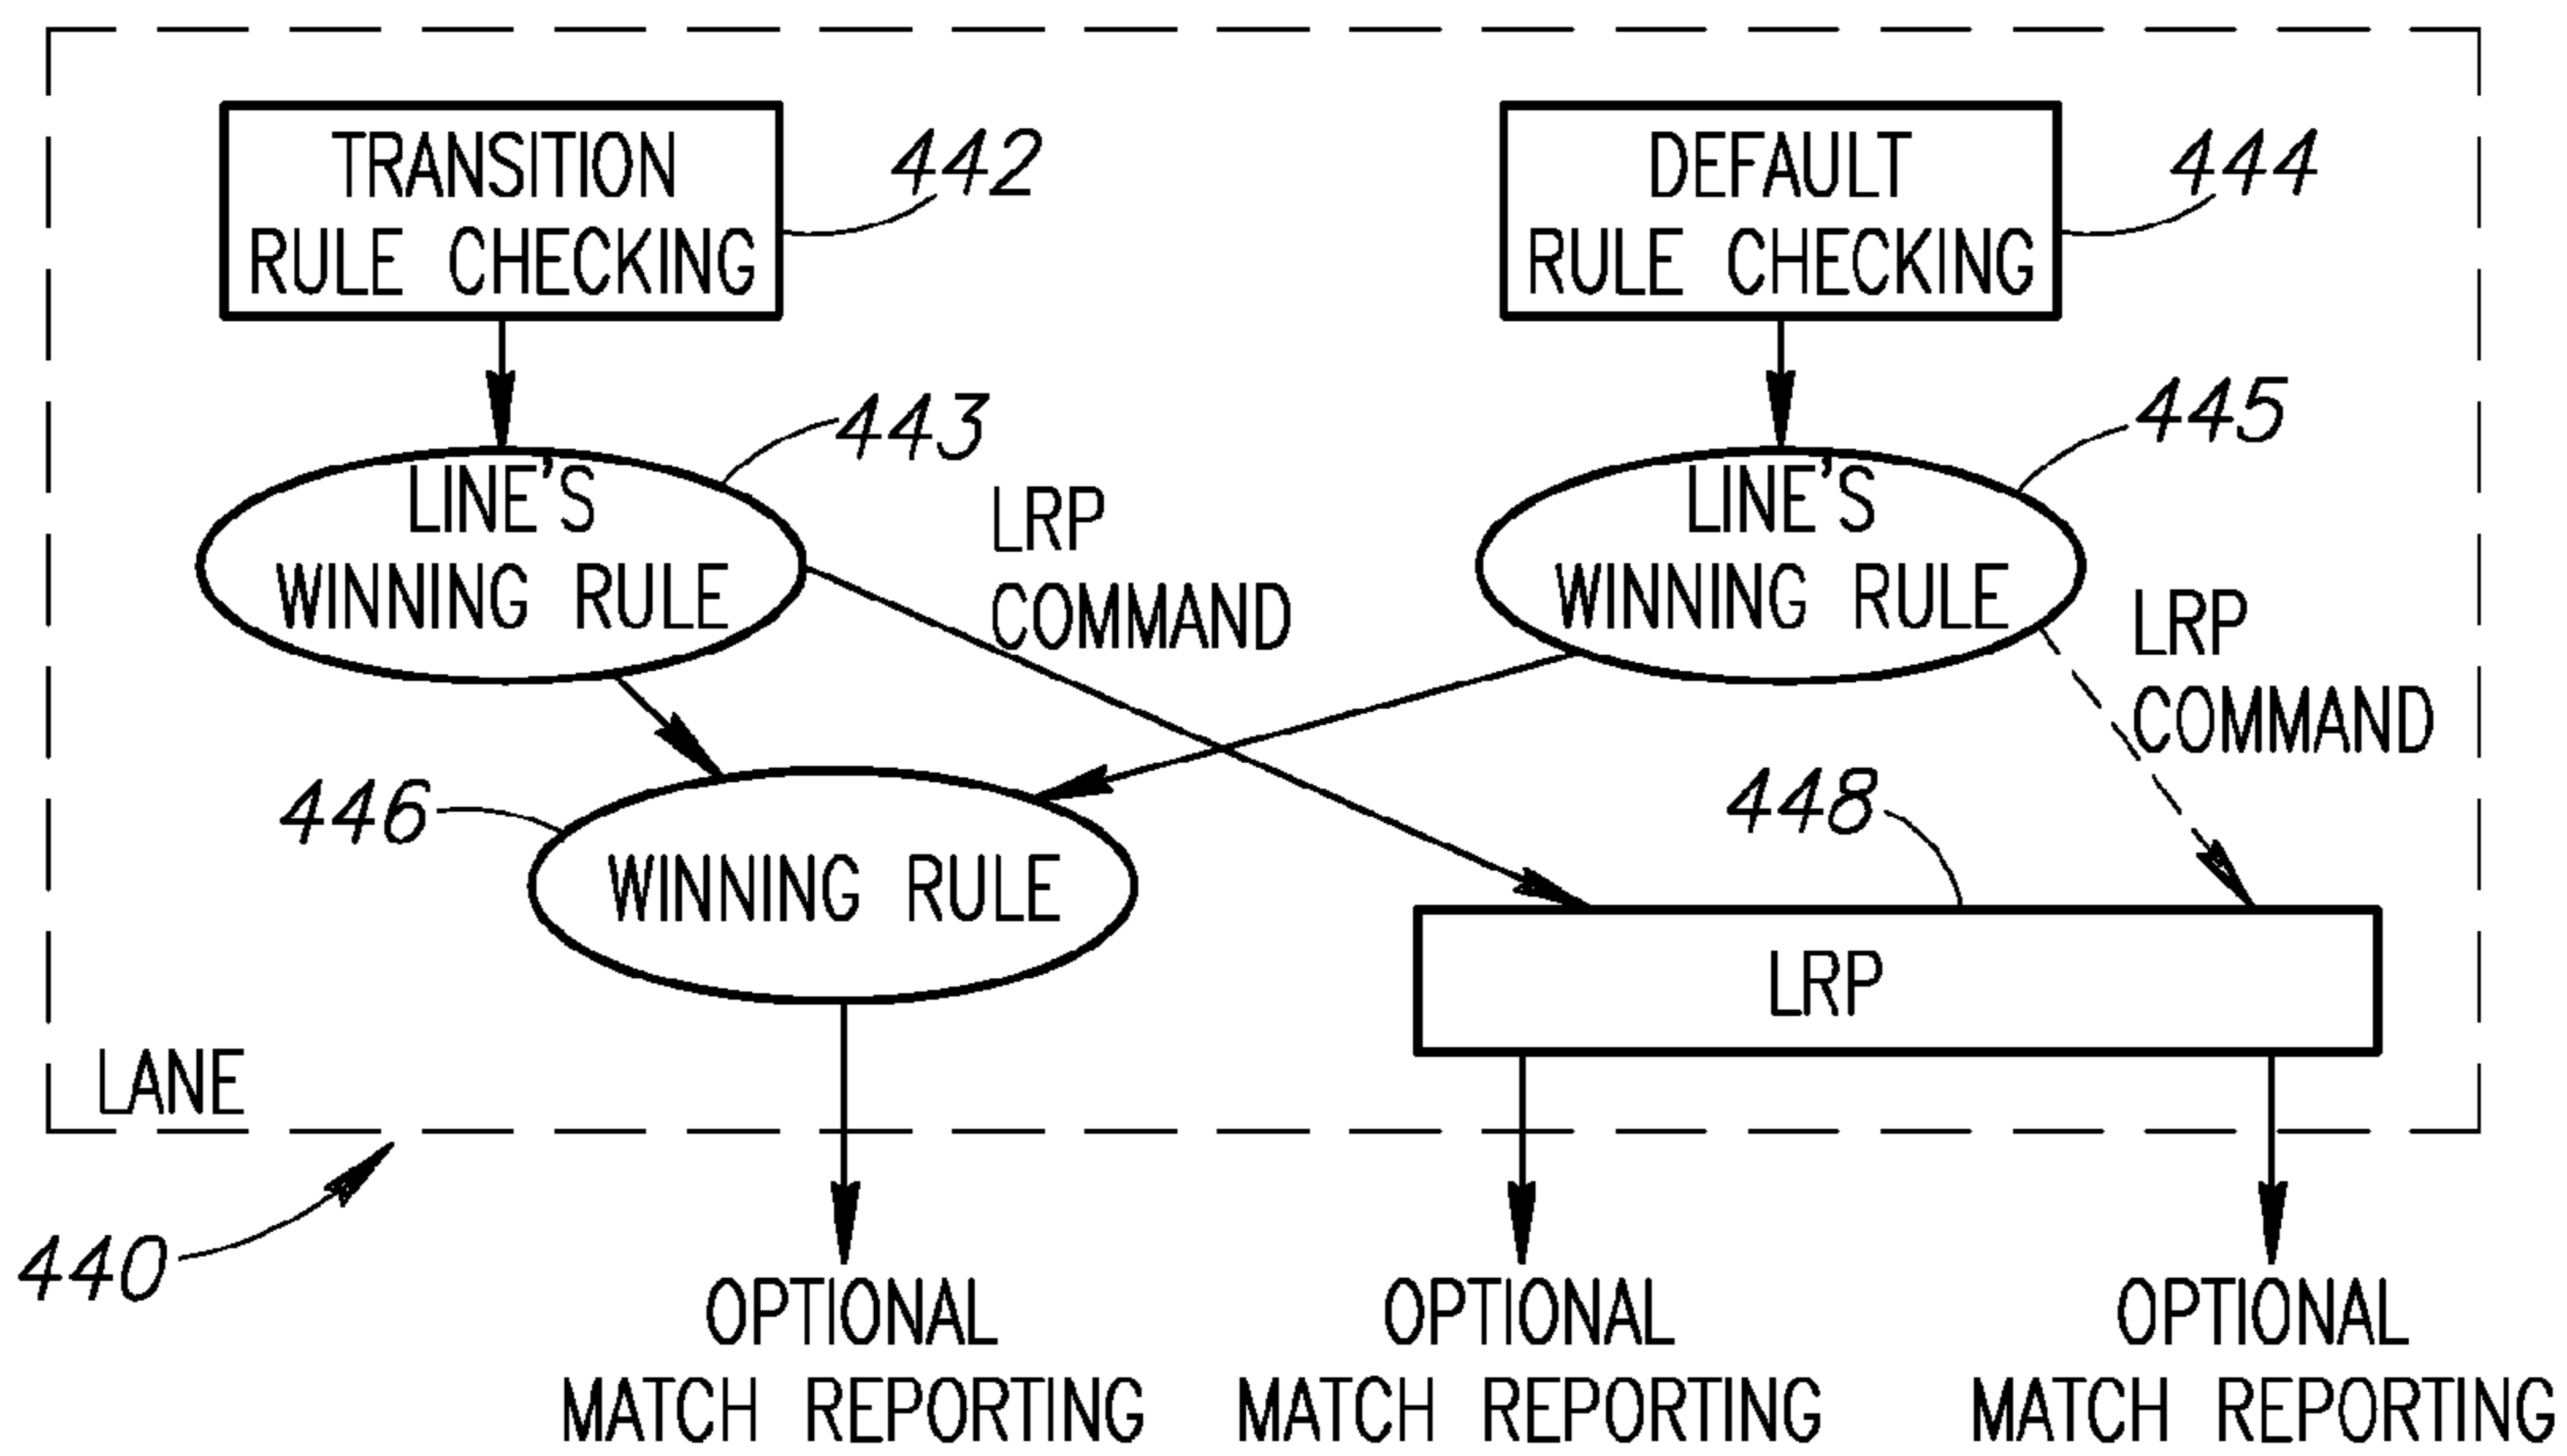 TRANSITION
RULE CHECKING
442
DEFAULT
RULE CHECKING
444
LINE'S
WINNING RULE
443
LRP
COMMAND
LINE'S
WINNING RULE
445
LRP
COMMAND
446
WINNING RULE
448
LRP
LANE
440
OPTIONAL
MATCH REPORTING
OPTIONAL
MATCH REPORTING
OPTIONAL
MATCH REPORTING